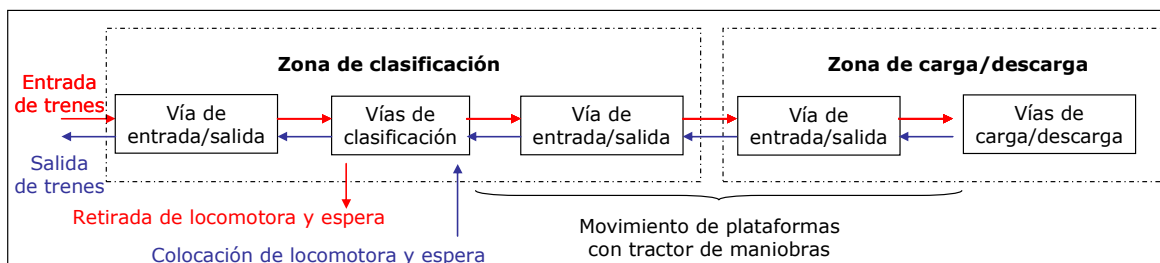 Zona de clasificación
Zona de carga/descarga
Entrada
de trenes
Vía de
entrada/salida
Vías de
clasificación
Vía de
entrada/salida
Vía de
entrada/salida
Vías de
carga/descarga
Salida
de trenes
Retirada de locomotora y espera
Colocación de locomotora y espera
Movimiento de plataformas
con tractor de maniobras